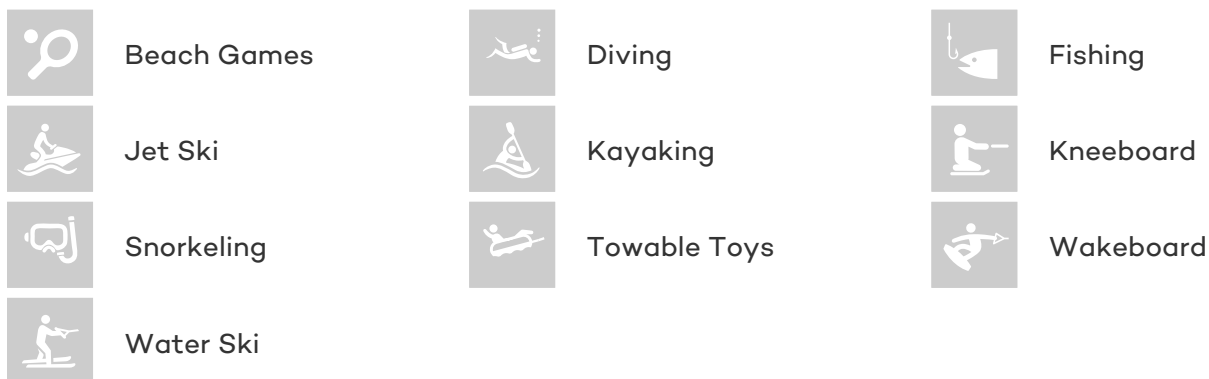 Beach Games
Diving
Fishing
Jet Ski
Kayaking
Kneeboard
Snorkeling
Towable Toys
Wakeboard
Water Ski